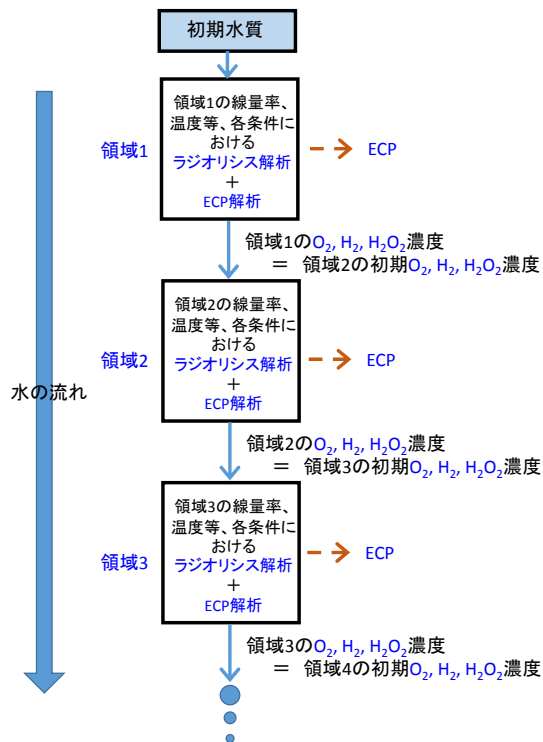 初期水質
領域1の線量率、
温度等、各条件に
おける
ラジオリシス解析
+
ECP解析
領域1
ECP
領域1のO₂, H₂, H₂O₂濃度
＝ 領域2の初期O₂, H₂, H₂O₂濃度
領域2の線量率、
温度等、各条件に
おける
ラジオリシス解析
+
ECP解析
領域2
ECP
水の流れ
領域2のO₂, H₂, H₂O₂濃度
＝ 領域3の初期O₂, H₂, H₂O₂濃度
領域3の線量率、
温度等、各条件に
おける
ラジオリシス解析
+
ECP解析
領域3
ECP
領域3のO₂, H₂, H₂O₂濃度
＝ 領域4の初期O₂, H₂, H₂O₂濃度